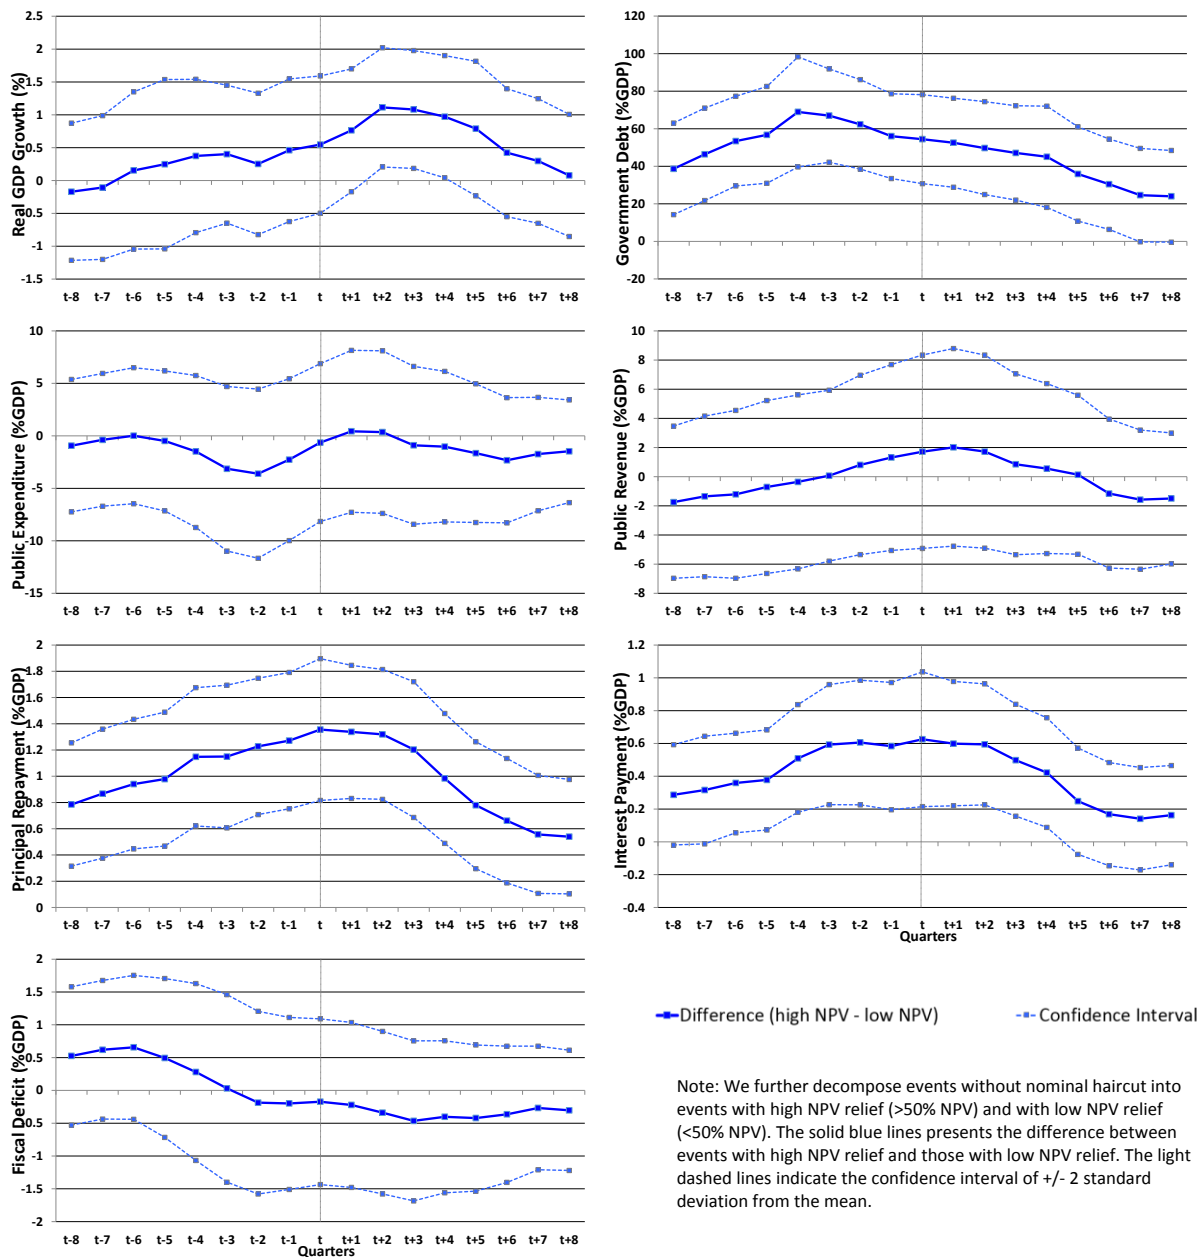 Real GDP Growth (%)
2.5
2
1.5
1
0.5
0
-0.5
-1
-1.5
t-8 t-7 t-6 t-5 t-4 t-3 t-2 t-1 t t+1 t+2 t+3 t+4 t+5 t+6 t+7 t+8
Government Debt (%GDP)
120
100
80
60
40
20
0
-20
t-8 t-7 t-6 t-5 t-4 t-3 t-2 t-1 t t+1 t+2 t+3 t+4 t+5 t+6 t+7 t+8
Public Expenditure (%GDP)
10
5
0
-5
-10
-15
t-8 t-7 t-6 t-5 t-4 t-3 t-2 t-1 t t+1 t+2 t+3 t+4 t+5 t+6 t+7 t+8
Public Revenue (%GDP)
10
8
6
4
2
0
-2
-4
-6
-8
t-8 t-7 t-6 t-5 t-4 t-3 t-2 t-1 t t+1 t+2 t+3 t+4 t+5 t+6 t+7 t+8
Principal Repayment (%GDP)
2
1.8
1.6
1.4
1.2
1
0.8
0.6
0.4
0.2
0
t-8 t-7 t-6 t-5 t-4 t-3 t-2 t-1 t t+1 t+2 t+3 t+4 t+5 t+6 t+7 t+8
Interest Payment (%GDP)
1.2
1
0.8
0.6
0.4
0.2
0
-0.2
-0.4
t-8 t-7 t-6 t-5 t-4 t-3 t-2 t-1 t t+1 t+2 t+3 t+4 t+5 t+6 t+7 t+8
Quarters
Fiscal Deficit (%GDP)
2
1.5
1
0.5
0
-0.5
-1
-1.5
-2
t-8 t-7 t-6 t-5 t-4 t-3 t-2 t-1 t t+1 t+2 t+3 t+4 t+5 t+6 t+7 t+8
Quarters
Difference (high NPV - low NPV) Confidence Interval
Note: We further decompose events without nominal haircut into
events with high NPV relief (>50% NPV) and with low NPV relief
(<50% NPV). The solid blue lines presents the difference between
events with high NPV relief and those with low NPV relief. The light
dashed lines indicate the confidence interval of +/- 2 standard
deviation from the mean.